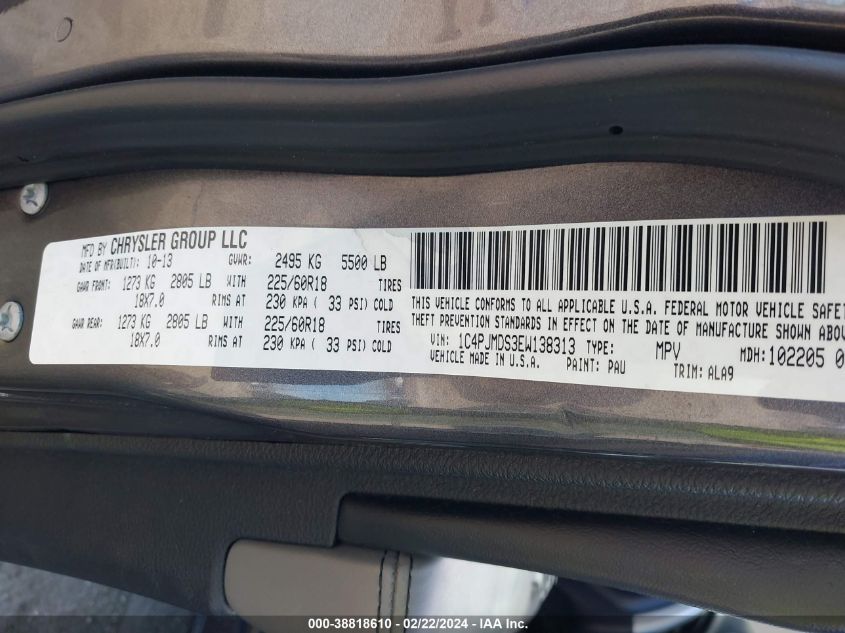 MFD BY CHRYSLER GROUP LLC
DATE OF MFR(BUILT): 10-13 GVWR: 2495 KG 5500 LB
GAWR FRONT: 1273 KG 2805 LB WITH 225/60R18 TIRES
18X7.0 RIMS AT 230 KPA ( 33 PSI) COLD
GAWR REAR: 1273 KG 2805 LB WITH 225/60R18 TIRES
18X7.0 RIMS AT 230 KPA ( 33 PSI) COLD
THIS VEHICLE CONFORMS TO ALL APPLICABLE U.S.A. FEDERAL MOTOR VEHICLE SAFET
THEFT PREVENTION STANDARDS IN EFFECT ON THE DATE OF MANUFACTURE SHOWN ABOV
VIN: 1C4PJMDS3EW138313 TYPE: MPV MDH: 102205 0
VEHICLE MADE IN U.S.A. PAINT: PAU TRIM: ALA9
000-38818610 - 02/22/2024 - IAAI Inc.